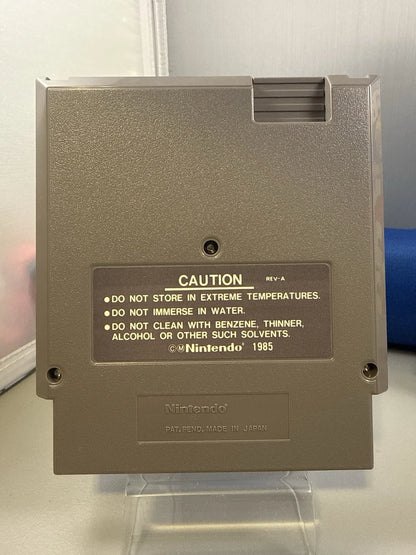 CAUTION REV-A
●DO NOT STORE IN EXTREME TEMPERATURES.
●DO NOT IMMERSE IN WATER.
●DO NOT CLEAN WITH BENZENE, THINNER,
ALCOHOL OR OTHER SUCH SOLVENTS.
©Ⓜ Nintendo® 1985
Nintendo®
PAT. PEND. MADE IN JAPAN